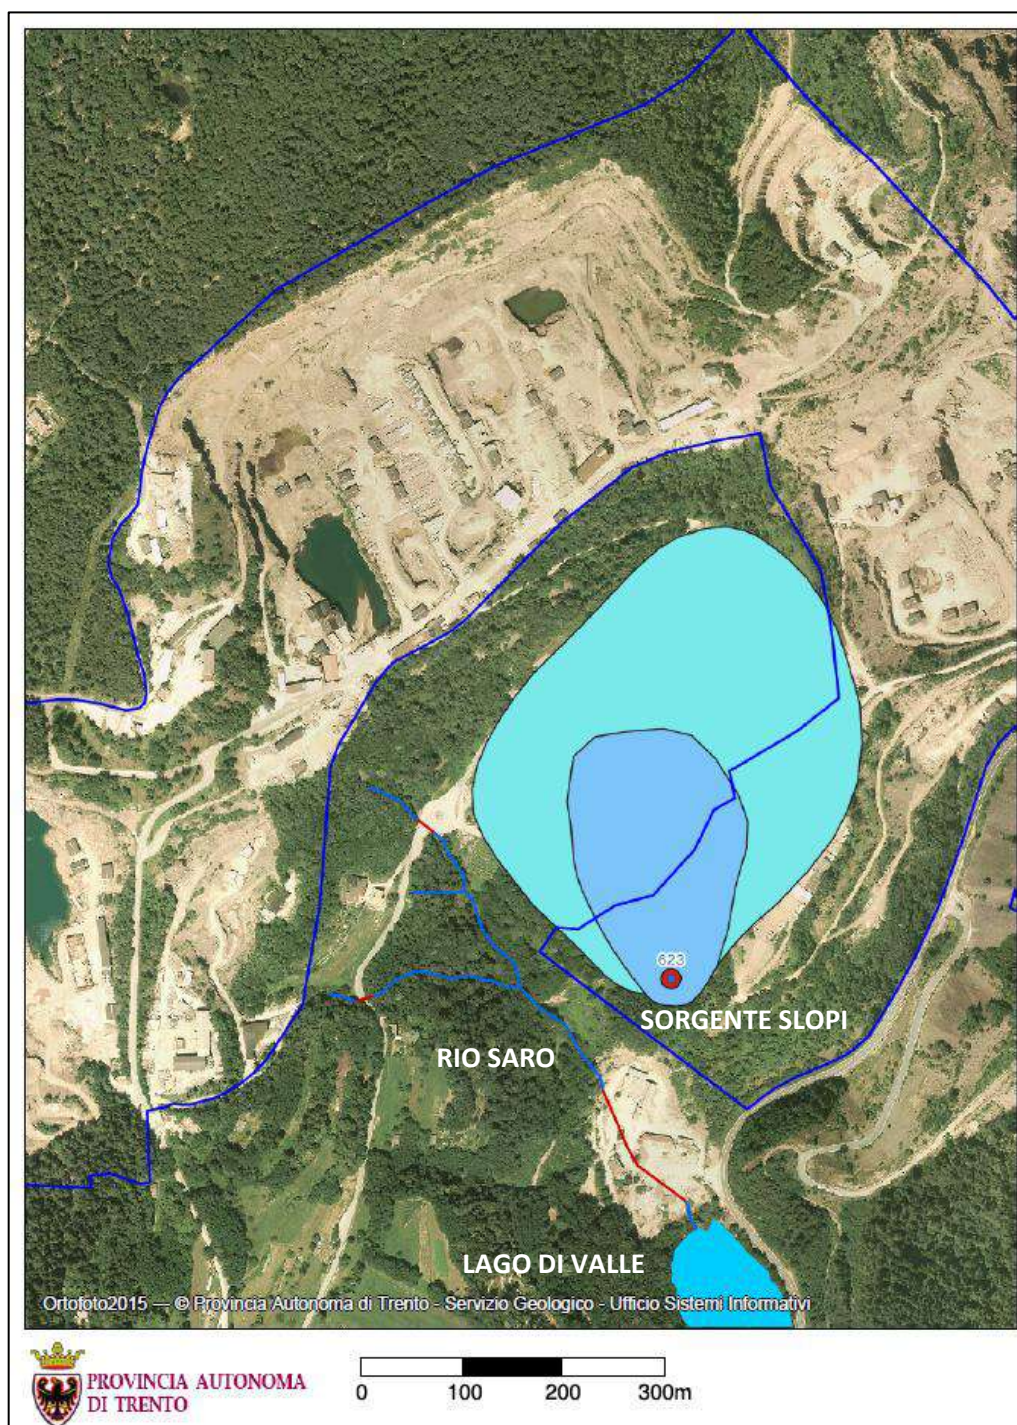 623
SORGENTE SLOPI
RIO SARO
LAGO DI VALLE
Ortofoto2015 — © Provincia Autonoma di Trento - Servizio Geologico - Ufficio Sistemi Informativi
PROVINCIA AUTONOMA
DI TRENTO
0 100 200 300m